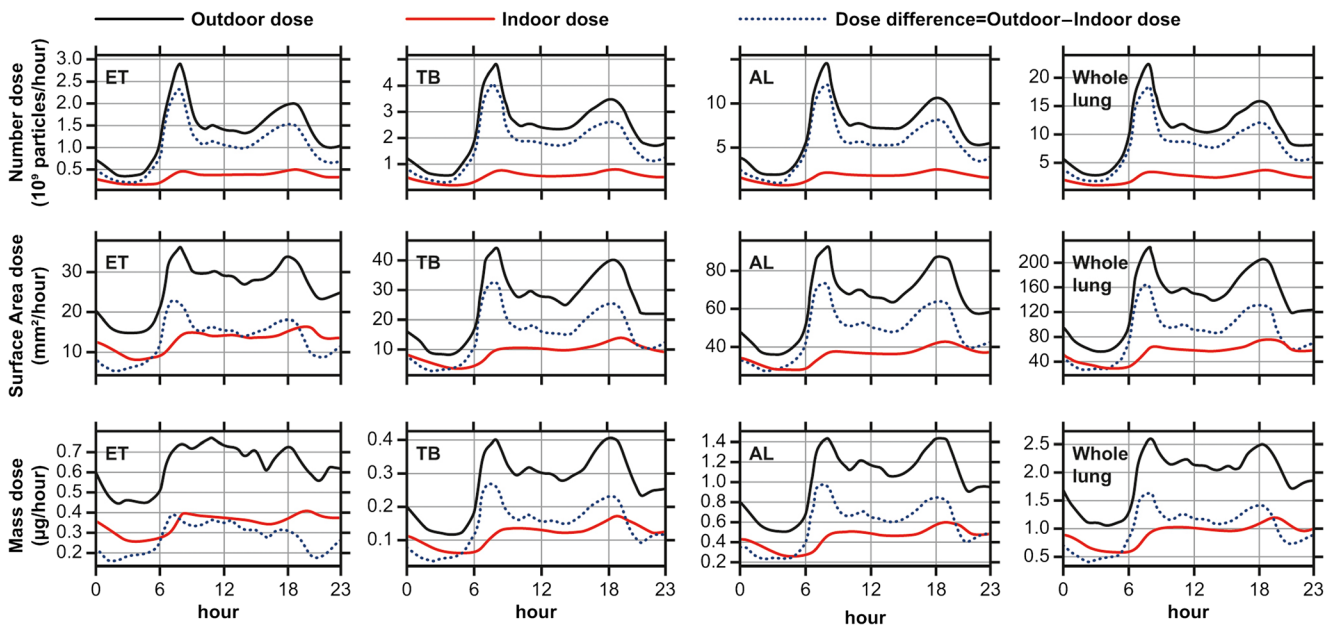 Outdoor dose Indoor dose Dose difference=Outdoor–Indoor dose
Number dose
(10⁹ particles/hour)
3.0
2.5
2.0
1.5
1.0
0.5
ET
4
3
2
1
TB
10
5
AL
20
15
10
5
Whole
lung
Surface Area dose
(mm²/hour)
30
20
10
ET
40
30
20
10
TB
80
60
40
AL
200
160
120
80
40
Whole
lung
Mass dose
(µg/hour)
0.7
0.6
0.5
0.4
0.3
0.2
ET
0.4
0.3
0.2
0.1
TB
1.4
1.2
1.0
0.8
0.6
0.4
0.2
AL
2.5
2.0
1.5
1.0
0.5
Whole
lung
0 6 12 18 23
hour
0 6 12 18 23
hour
0 6 12 18 23
hour
0 6 12 18 23
hour